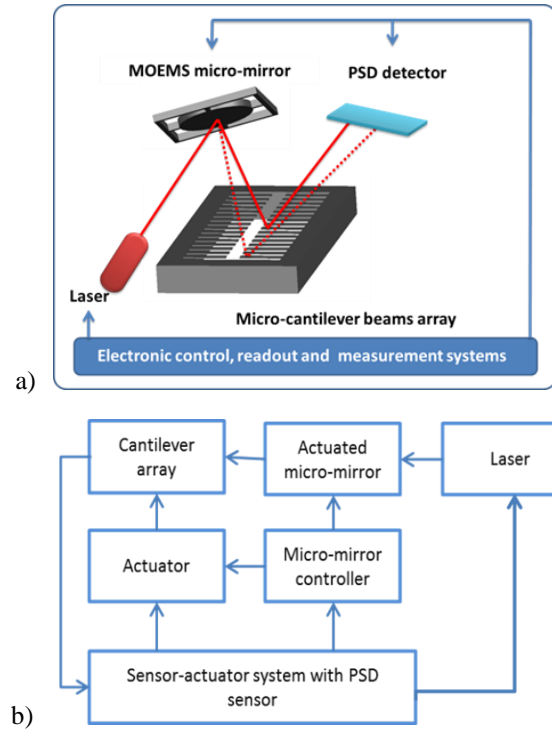 MOEMS micro-mirror
PSD detector
Laser
Micro-cantilever beams array
Electronic control, readout and measurement systems
a)
Cantilever
array
Actuated
micro-mirror
Laser
Actuator
Micro-mirror
controller
Sensor-actuator system with PSD
sensor
b)